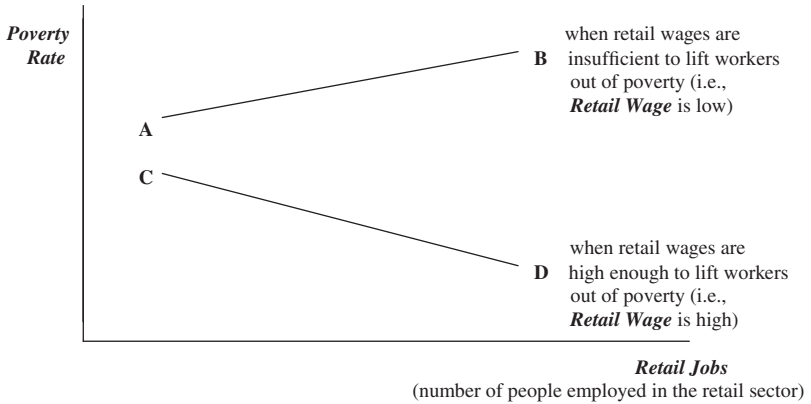 Poverty
Rate
when retail wages are
B insufficient to lift workers
out of poverty (i.e.,
Retail Wage is low)
A
C
when retail wages are
D high enough to lift workers
out of poverty (i.e.,
Retail Wage is high)
Retail Jobs
(number of people employed in the retail sector)